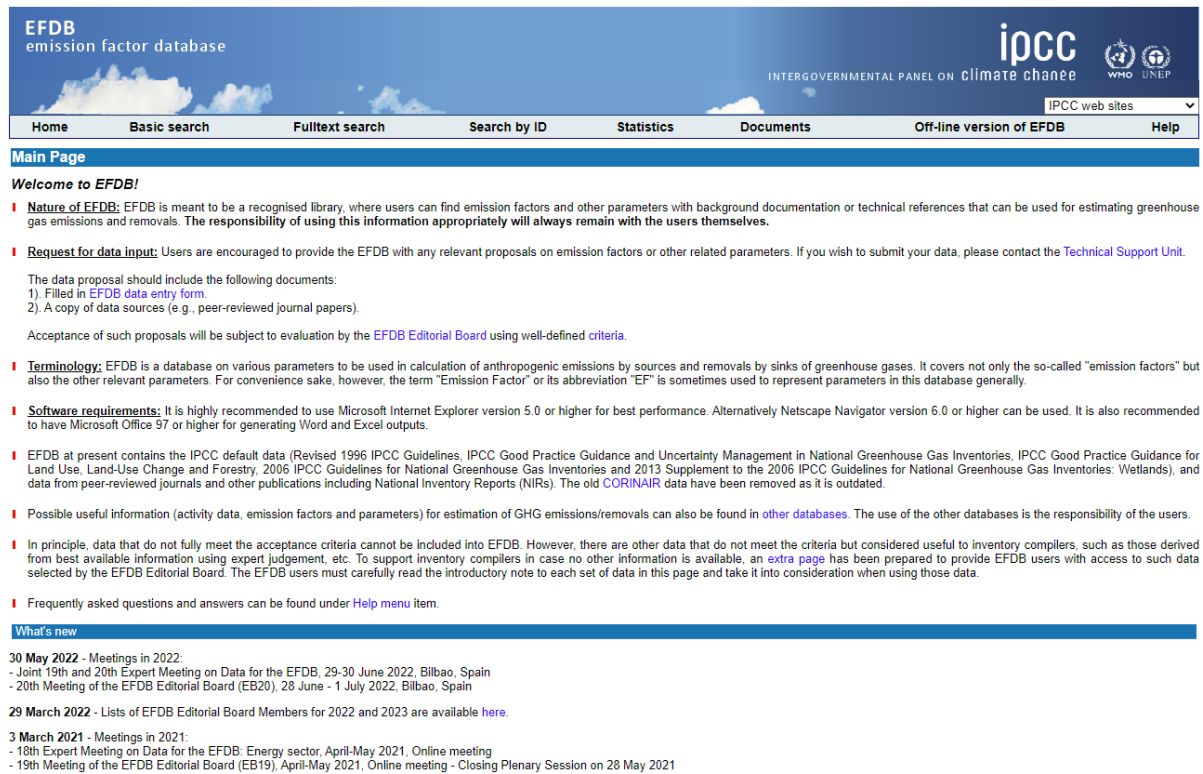 EFDB
emission factor database
ipcc
INTERGOVERNMENTAL PANEL ON climate change
WMO UNEP
IPCC web sites
Home Basic search Fulltext search Search by ID Statistics Documents Off-line version of EFDB Help
Main Page
Welcome to EFDB!
Nature of EFDB: EFDB is meant to be a recognised library, where users can find emission factors and other parameters with background documentation or technical references that can be used for estimating greenhouse
gas emissions and removals. The responsibility of using this information appropriately will always remain with the users themselves.
Request for data input: Users are encouraged to provide the EFDB with any relevant proposals on emission factors or other related parameters. If you wish to submit your data, please contact the Technical Support Unit.
The data proposal should include the following documents:
1). Filled in EFDB data entry form.
2). A copy of data sources (e.g., peer-reviewed journal papers).
Acceptance of such proposals will be subject to evaluation by the EFDB Editorial Board using well-defined criteria.
Terminology: EFDB is a database on various parameters to be used in calculation of anthropogenic emissions by sources and removals by sinks of greenhouse gases. It covers not only the so-called "emission factors" but
also the other relevant parameters. For convenience sake, however, the term "Emission Factor" or its abbreviation "EF" is sometimes used to represent parameters in this database generally.
Software requirements: It is highly recommended to use Microsoft Internet Explorer version 5.0 or higher for best performance. Alternatively Netscape Navigator version 6.0 or higher can be used. It is also recommended
to have Microsoft Office 97 or higher for generating Word and Excel outputs.
EFDB at present contains the IPCC default data (Revised 1996 IPCC Guidelines, IPCC Good Practice Guidance and Uncertainty Management in National Greenhouse Gas Inventories, IPCC Good Practice Guidance for
Land Use, Land-Use Change and Forestry, 2006 IPCC Guidelines for National Greenhouse Gas Inventories and 2013 Supplement to the 2006 IPCC Guidelines for National Greenhouse Gas Inventories: Wetlands), and
data from peer-reviewed journals and other publications including National Inventory Reports (NIRs). The old CORINAIR data have been removed as it is outdated.
Possible useful information (activity data, emission factors and parameters) for estimation of GHG emissions/removals can also be found in other databases. The use of the other databases is the responsibility of the users.
In principle, data that do not fully meet the acceptance criteria cannot be included into EFDB. However, there are other data that do not meet the criteria but considered useful to inventory compilers, such as those derived
from best available information using expert judgement, etc. To support inventory compilers in case no other information is available, an extra page has been prepared to provide EFDB users with access to such data
selected by the EFDB Editorial Board. The EFDB users must carefully read the introductory note to each set of data in this page and take it into consideration when using those data.
Frequently asked questions and answers can be found under Help menu item.
What's new
30 May 2022 - Meetings in 2022:
- Joint 19th and 20th Expert Meeting on Data for the EFDB, 29-30 June 2022, Bilbao, Spain
- 20th Meeting of the EFDB Editorial Board (EB20), 28 June - 1 July 2022, Bilbao, Spain
29 March 2022 - Lists of EFDB Editorial Board Members for 2022 and 2023 are available here.
3 March 2021 - Meetings in 2021:
- 18th Expert Meeting on Data for the EFDB: Energy sector, April-May 2021, Online meeting
- 19th Meeting of the EFDB Editorial Board (EB19), April-May 2021, Online meeting - Closing Plenary Session on 28 May 2021